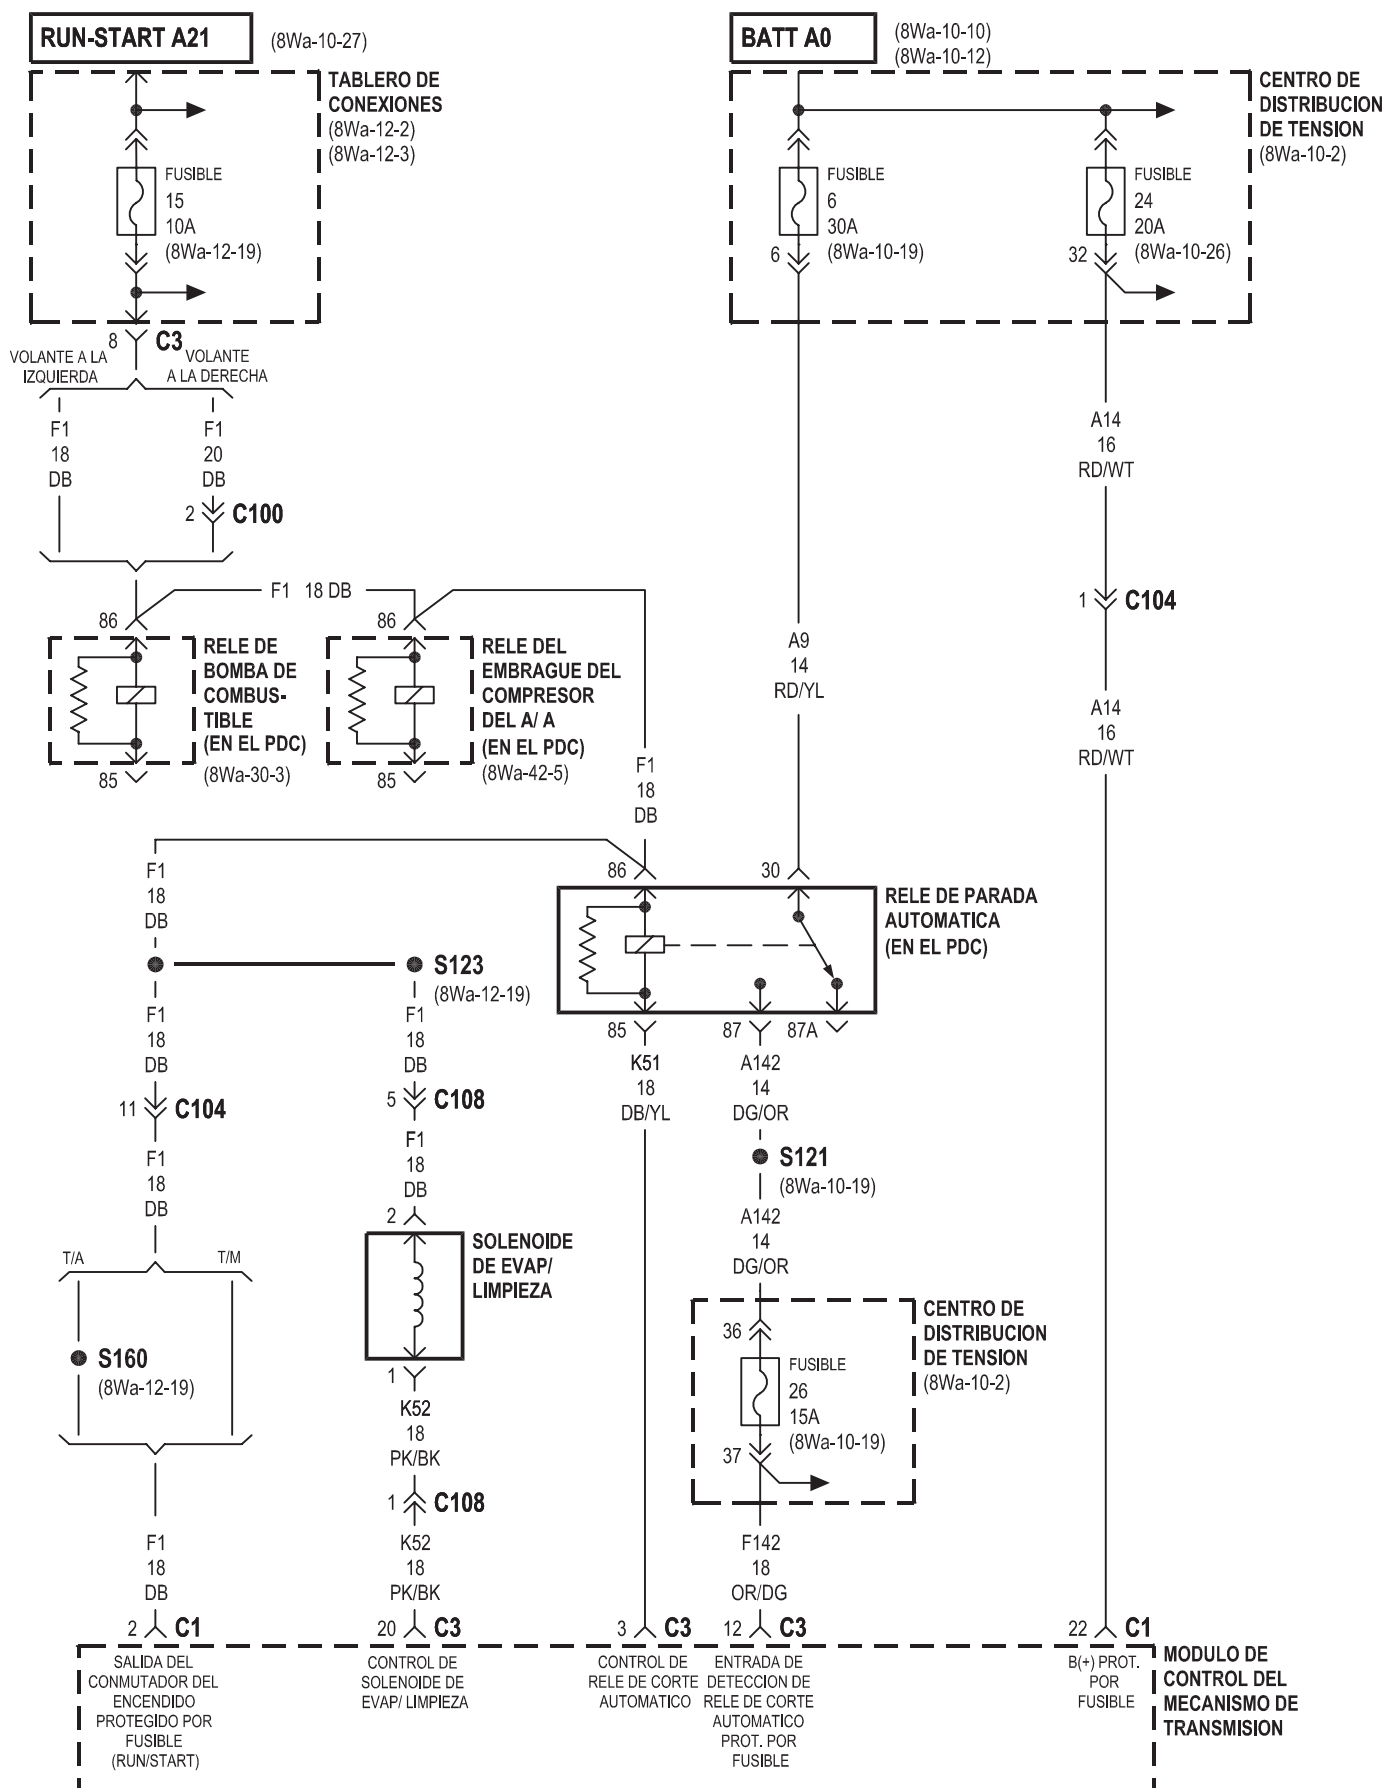 RUN-START A21
(8Wa-10-27)
BATT A0
(8Wa-10-10)
(8Wa-10-12)
TABLERO DE
CONEXIONES
(8Wa-12-2)
(8Wa-12-3)
CENTRO DE
DISTRIBUCION
DE TENSION
(8Wa-10-2)
FUSIBLE
15
10A
(8Wa-12-19)
FUSIBLE
6
30A
(8Wa-10-19)
6
FUSIBLE
24
20A
(8Wa-10-26)
32
8
C3
VOLANTE A LA
IZQUIERDA
VOLANTE
A LA DERECHA
F1
18
DB
F1
20
DB
2
C100
A14
16
RD/WT
1
C104
F1 18 DB
86
86
RELE DE
BOMBA DE
COMBUS-
TIBLE
(EN EL PDC)
(8Wa-30-3)
85
RELE DEL
EMBRAGUE DEL
COMPRESOR
DEL A/ A
(EN EL PDC)
(8Wa-42-5)
85
A9
14
RD/YL
A14
16
RD/WT
F1
18
DB
F1
18
DB
86
30
RELE DE PARADA
AUTOMATICA
(EN EL PDC)
S123
(8Wa-12-19)
F1
18
DB
F1
18
DB
85
87
87A
K51
18
DB/YL
A142
14
DG/OR
11
C104
5
C108
F1
18
DB
F1
18
DB
S121
(8Wa-10-19)
A142
14
DG/OR
2
SOLENOIDE
DE EVAP/
LIMPIEZA
T/A
T/M
S160
(8Wa-12-19)
1
K52
18
PK/BK
36
FUSIBLE
26
15A
(8Wa-10-19)
37
CENTRO DE
DISTRIBUCION
DE TENSION
(8Wa-10-2)
1
C108
F1
18
DB
K52
18
PK/BK
F142
18
OR/DG
2
C1
20
C3
3
C3
12
C3
22
C1
SALIDA DEL
CONMUTADOR DEL
ENCENDIDO
PROTEGIDO POR
FUSIBLE
(RUN/START)
CONTROL DE
SOLENOIDE DE
EVAP/ LIMPIEZA
CONTROL DE
RELE DE CORTE
AUTOMATICO
ENTRADA DE
DETECCION DE
RELE DE CORTE
AUTOMATICO
PROT. POR
FUSIBLE
B(+) PROT.
POR
FUSIBLE
MODULO DE
CONTROL DEL
MECANISMO DE
TRANSMISION